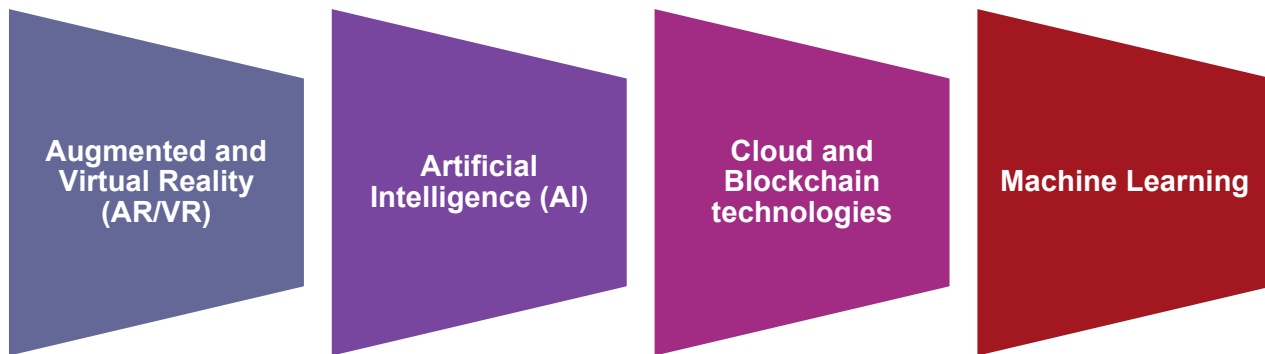 Augmented and
Virtual Reality
(AR/VR)
Artificial
Intelligence (AI)
Cloud and
Blockchain
technologies
Machine Learning